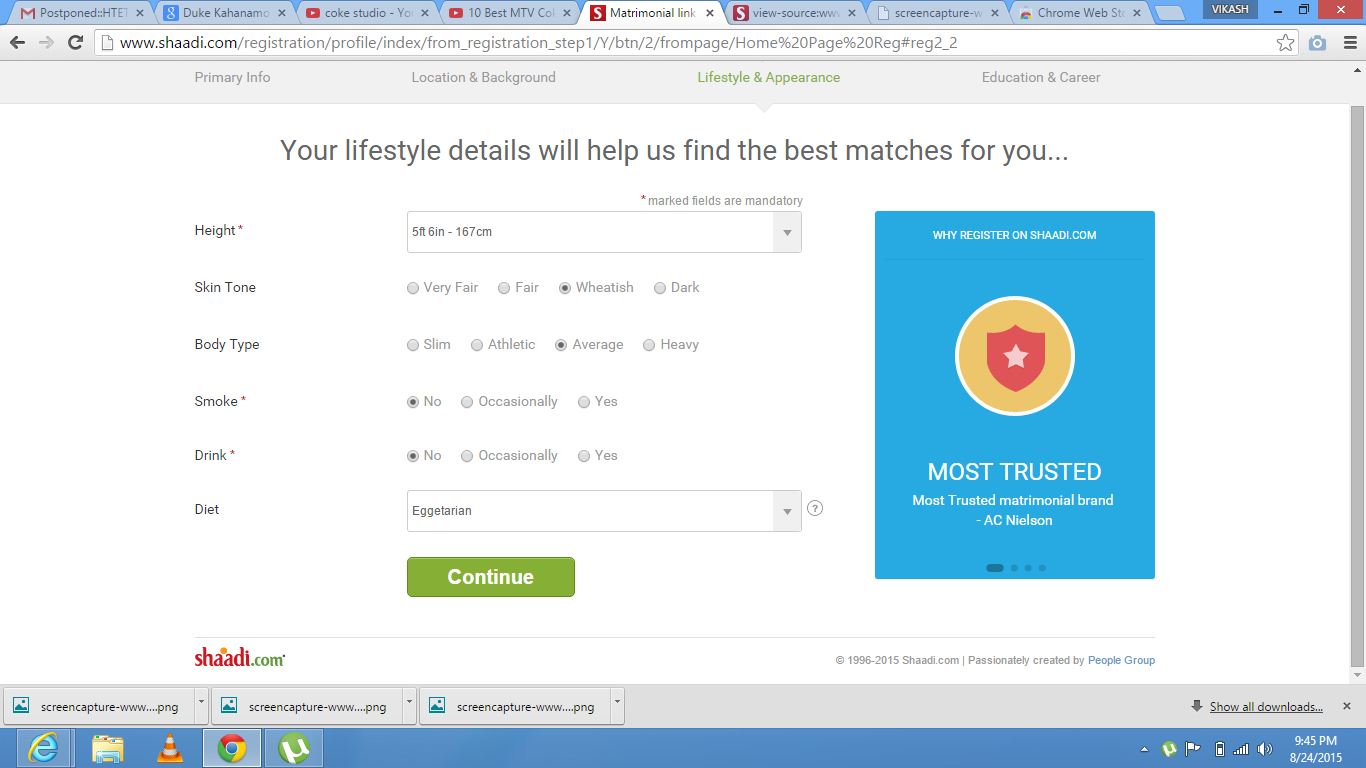 Postponed::HTET
Duke Kahanamo
coke studio - You
10 Best MTV Col
Matrimonial link
view-source:www
screencapture-w
Chrome Web Sto
VIKASH
www.shaadi.com/registration/profile/index/from_registration_step1/Y/btn/2/frompage/Home%20Page%20Reg#reg2_2
Primary Info Location & Background Lifestyle & Appearance Education & Career
Your lifestyle details will help us find the best matches for you...
* marked fields are mandatory
Height * 5ft 6in - 167cm
Skin Tone Very Fair Fair Wheatish Dark
Body Type Slim Athletic Average Heavy
Smoke * No Occasionally Yes
Drink * No Occasionally Yes
Diet Eggetarian ?
Continue
WHY REGISTER ON SHAADI.COM
MOST TRUSTED
Most Trusted matrimonial brand
- AC Nielson
shaadi.com
© 1996-2015 Shaadi.com | Passionately created by People Group
screencapture-www....png screencapture-www....png screencapture-www....png Show all downloads...
9:45 PM
8/24/2015